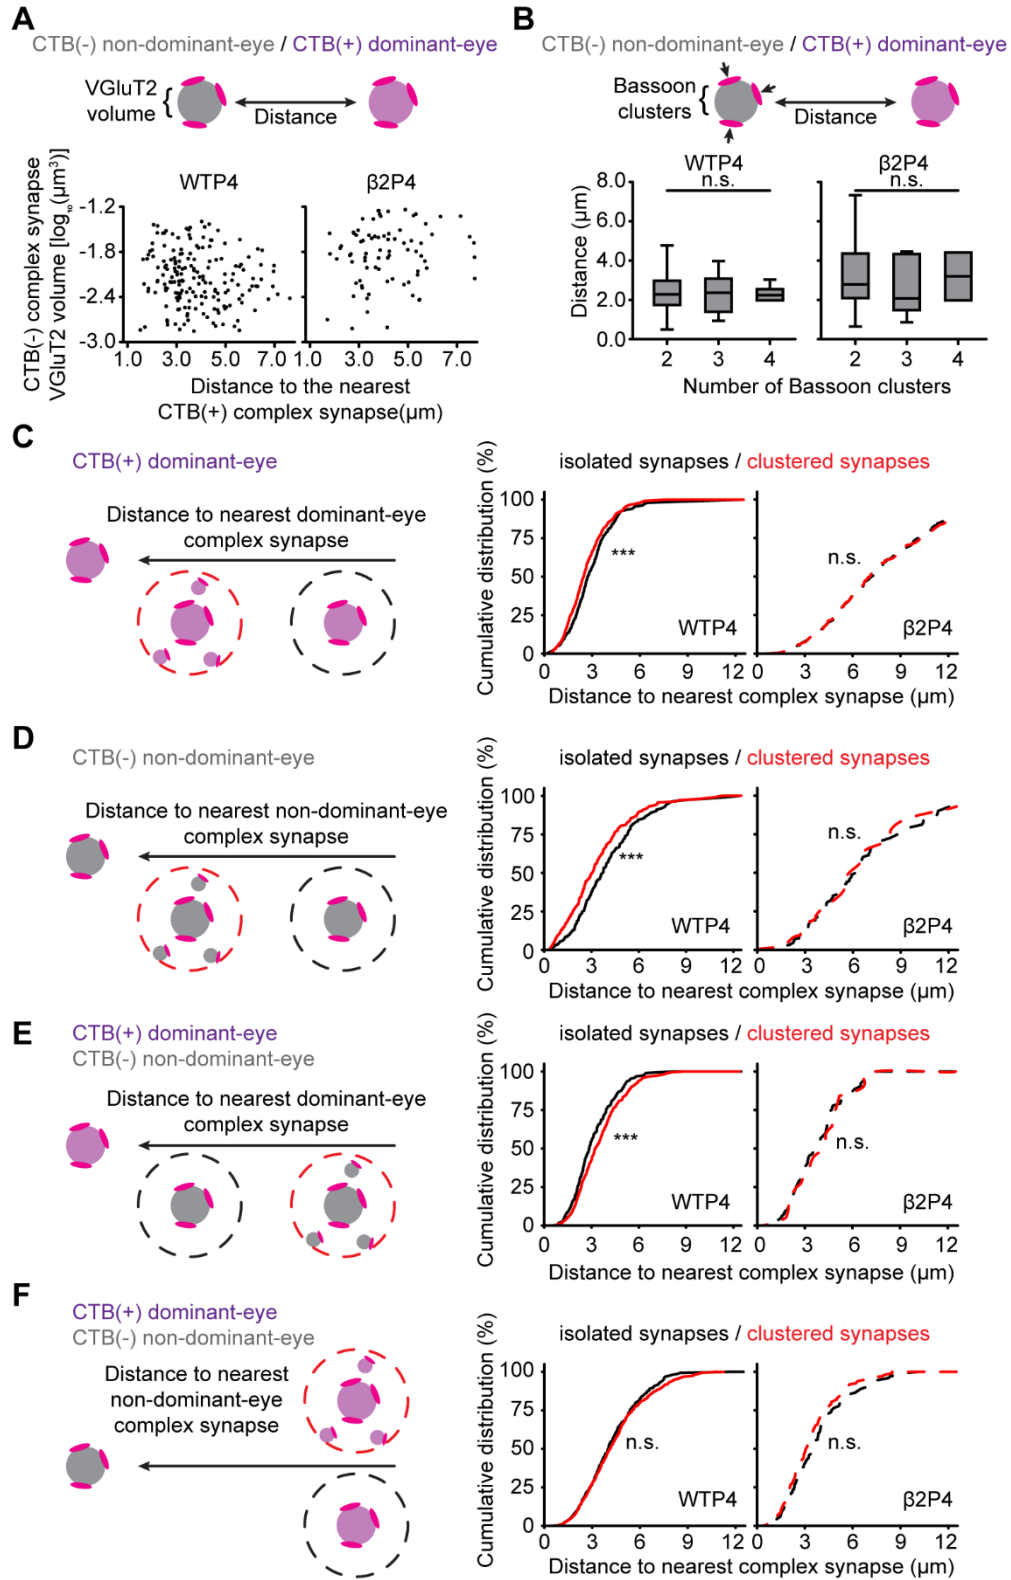 A
CTB(-) non-dominant-eye / CTB(+) dominant-eye
VGluT2
volume
Distance
CTB(-) complex synapse
VGluT2 volume [log₁₀(μm³)]
WTP4
β2P4
-1.2
-1.8
-2.4
-3.0
1.0 3.0 5.0 7.0
1.0 3.0 5.0 7.0
Distance to the nearest
CTB(+) complex synapse(μm)
B
CTB(-) non-dominant-eye / CTB(+) dominant-eye
Bassoon
clusters
Distance
WTP4
n.s.
β2P4
n.s.
Distance (μm)
8.0
6.0
4.0
2.0
0.0
2 3 4
2 3 4
Number of Bassoon clusters
C
CTB(+) dominant-eye
Distance to nearest dominant-eye
complex synapse
isolated synapses / clustered synapses
Cumulative distribution (%)
100
75
50
25
0
***
WTP4
n.s.
β2P4
0 3 6 9 12
0 3 6 9 12
Distance to nearest complex synapse (μm)
D
CTB(-) non-dominant-eye
Distance to nearest non-dominant-eye
complex synapse
isolated synapses / clustered synapses
Cumulative distribution (%)
100
75
50
25
0
***
WTP4
n.s.
β2P4
0 3 6 9 12
0 3 6 9 12
Distance to nearest complex synapse (μm)
E
CTB(+) dominant-eye
CTB(-) non-dominant-eye
Distance to nearest dominant-eye
complex synapse
isolated synapses / clustered synapses
Cumulative distribution (%)
100
75
50
25
0
***
WTP4
n.s.
β2P4
0 3 6 9 12
0 3 6 9 12
Distance to nearest complex synapse (μm)
F
CTB(+) dominant-eye
CTB(-) non-dominant-eye
Distance to nearest
non-dominant-eye
complex synapse
isolated synapses / clustered synapses
Cumulative distribution (%)
100
75
50
25
0
n.s.
WTP4
n.s.
β2P4
0 3 6 9 12
0 3 6 9 12
Distance to nearest complex synapse (μm)